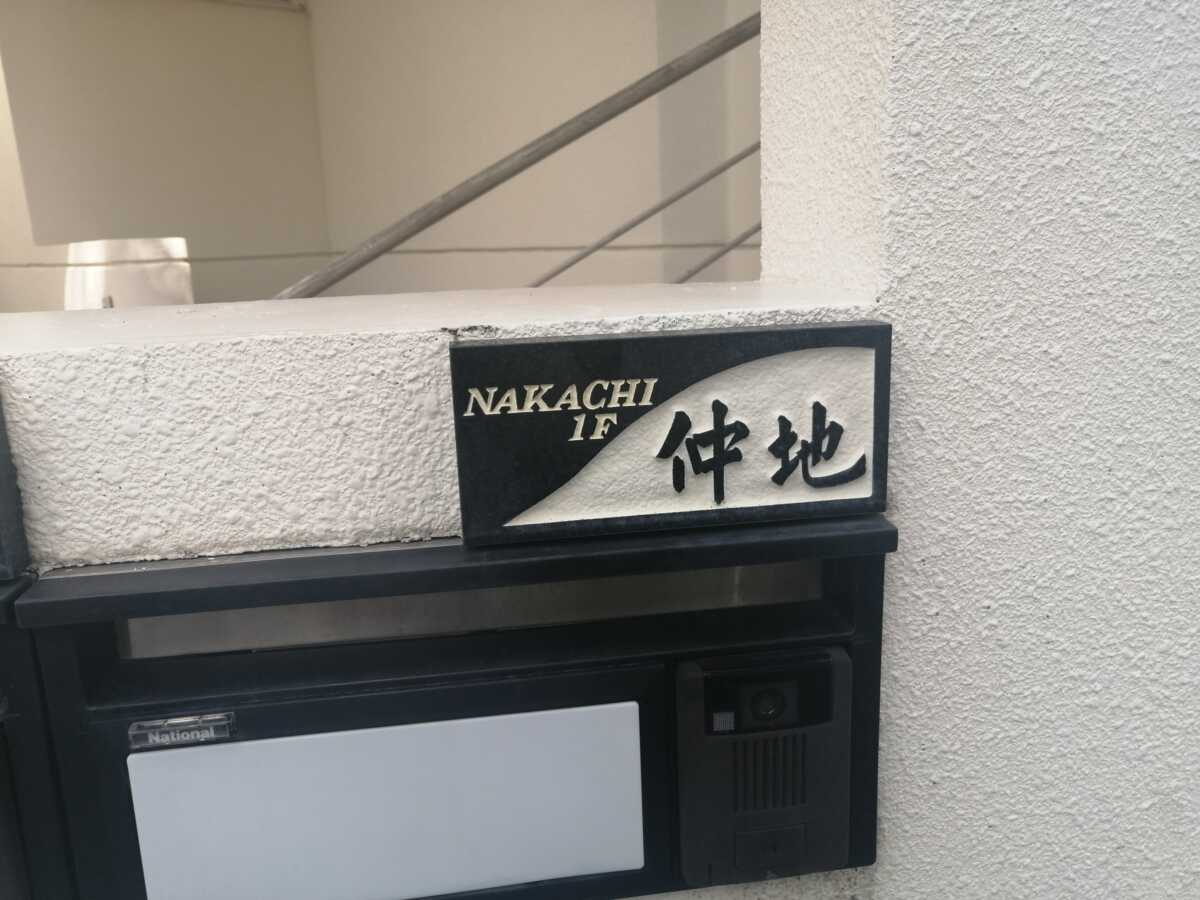 NAKACHI
1F
仲地
National